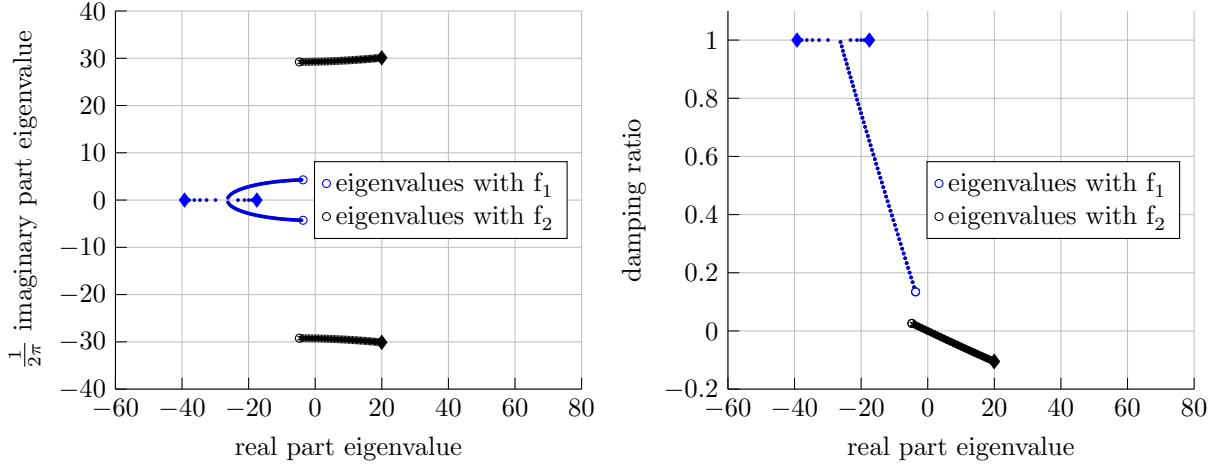 40
30
20
10
0
−10
−20
−30
−40
−60 −40 −20 0 20 40 60 80
real part eigenvalue
1/2π imaginary part eigenvalue
eigenvalues with f₁
eigenvalues with f₂
1
0.8
0.6
0.4
0.2
0
−0.2
−60 −40 −20 0 20 40 60 80
real part eigenvalue
damping ratio
eigenvalues with f₁
eigenvalues with f₂